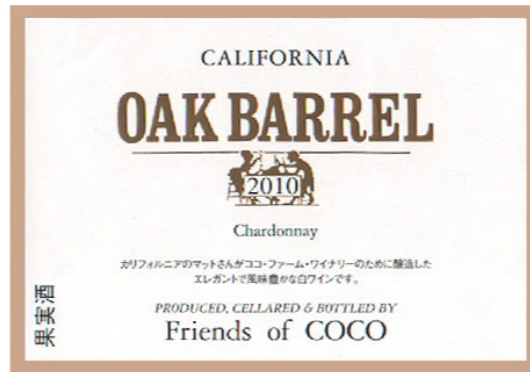 CALIFORNIA
OAK BARREL
2010
Chardonnay
カリフォルニアのマットさんがココ・ファーム・ワイナリーのために醸造した
エレガントで風味豊かな白ワインです。
PRODUCED, CELLARED & BOTTLED BY
Friends of COCO
果実酒